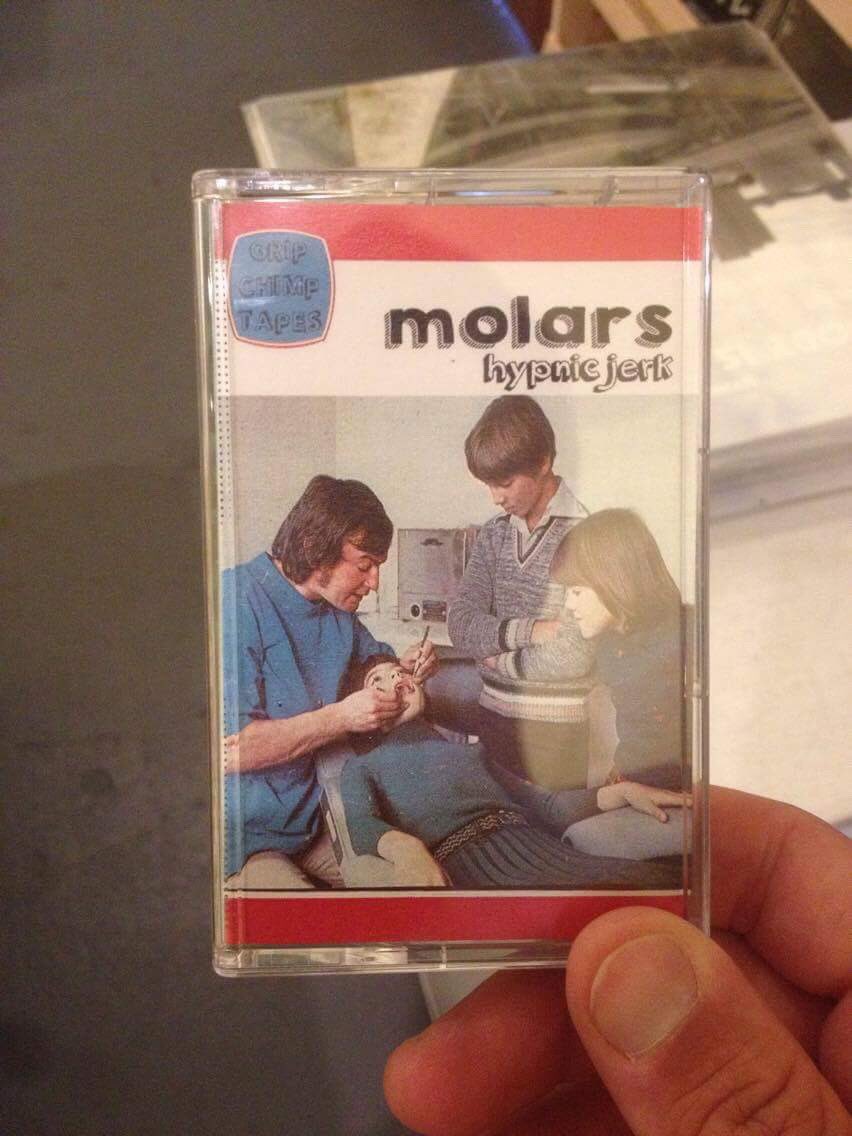 GRIP
CHIMP
TAPES
molars
hypnic jerk